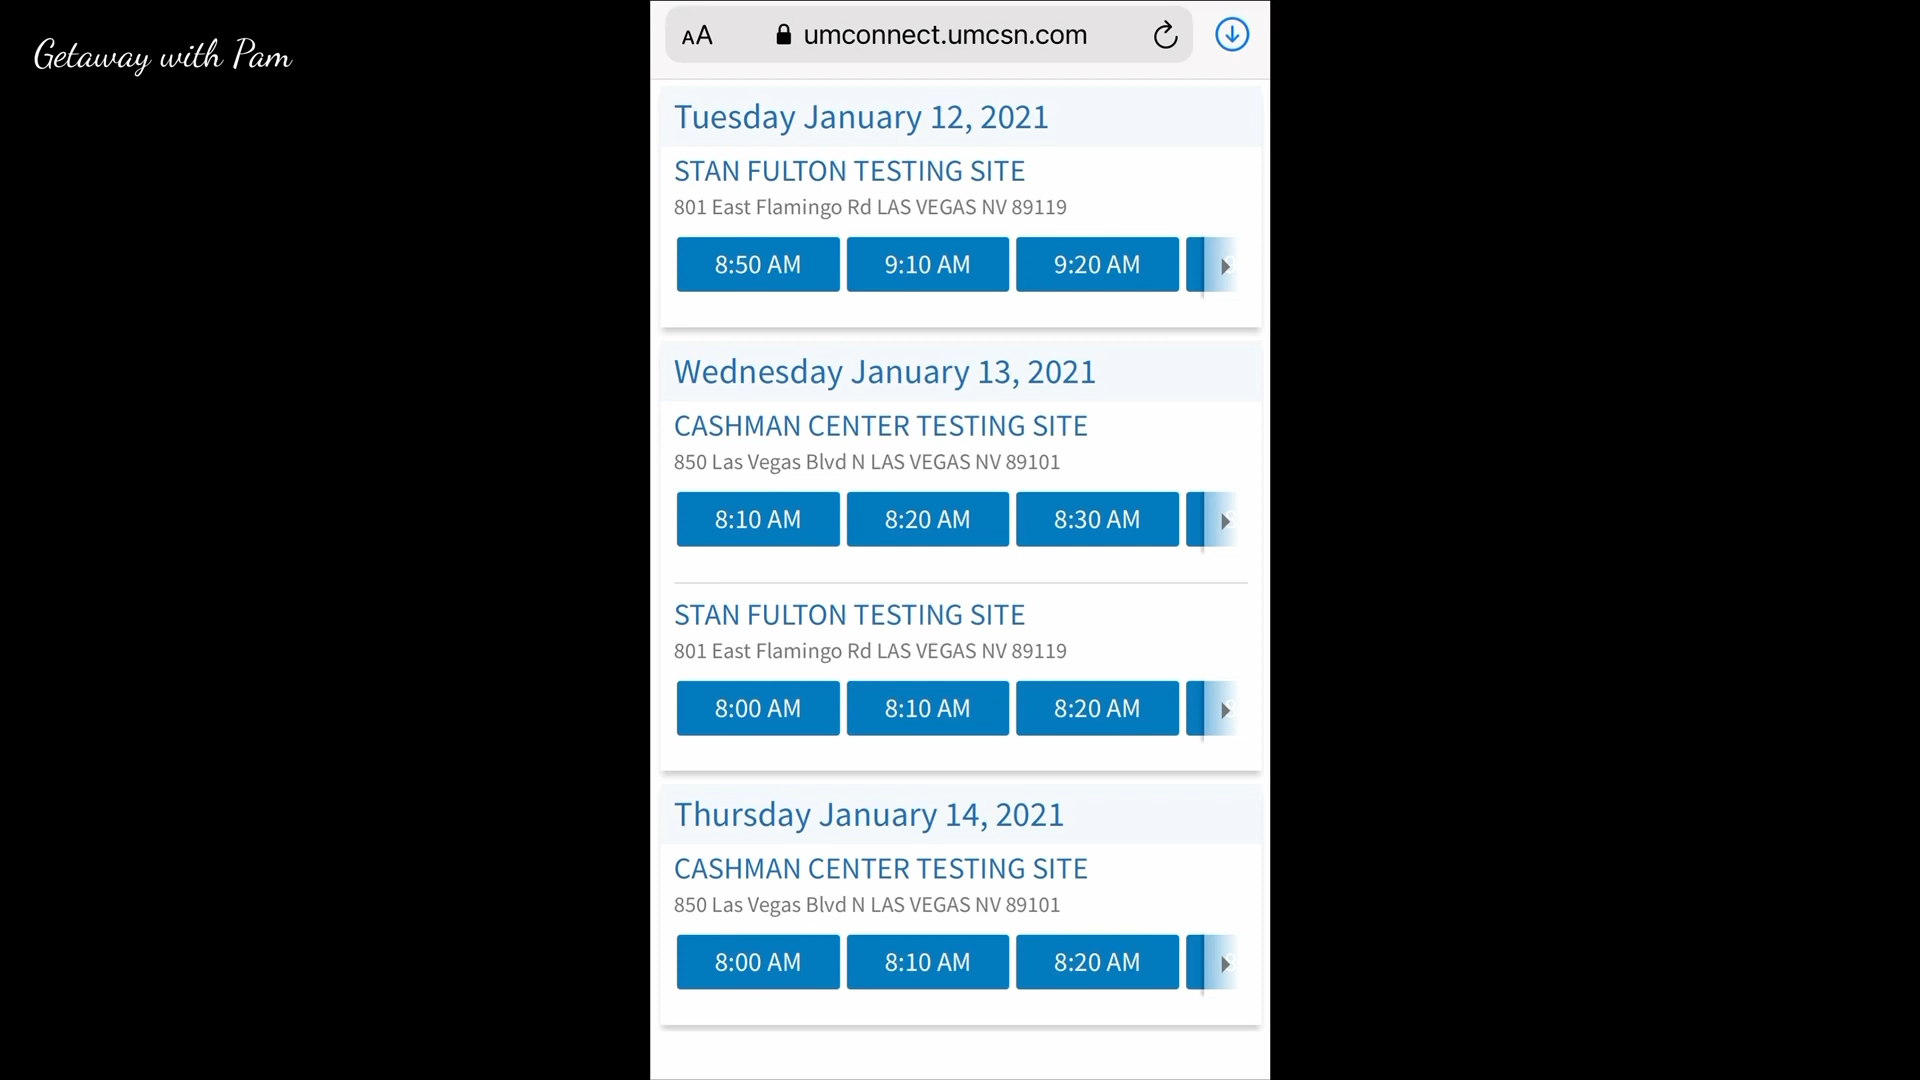 Getaway with Pam
AA umconnect.umcsn.com
Tuesday January 12, 2021
STAN FULTON TESTING SITE
801 East Flamingo Rd LAS VEGAS NV 89119
8:50 AM 9:10 AM 9:20 AM
Wednesday January 13, 2021
CASHMAN CENTER TESTING SITE
850 Las Vegas Blvd N LAS VEGAS NV 89101
8:10 AM 8:20 AM 8:30 AM
STAN FULTON TESTING SITE
801 East Flamingo Rd LAS VEGAS NV 89119
8:00 AM 8:10 AM 8:20 AM
Thursday January 14, 2021
CASHMAN CENTER TESTING SITE
850 Las Vegas Blvd N LAS VEGAS NV 89101
8:00 AM 8:10 AM 8:20 AM